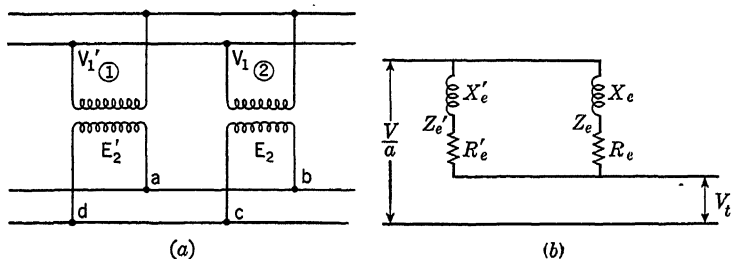 V₁′ ① V₁ ②
E₂′ E₂
a b
d c
(a)
V/a
Xₑ′ Xₑ
Zₑ′ Zₑ
Rₑ′ Rₑ
Vₜ
(b)